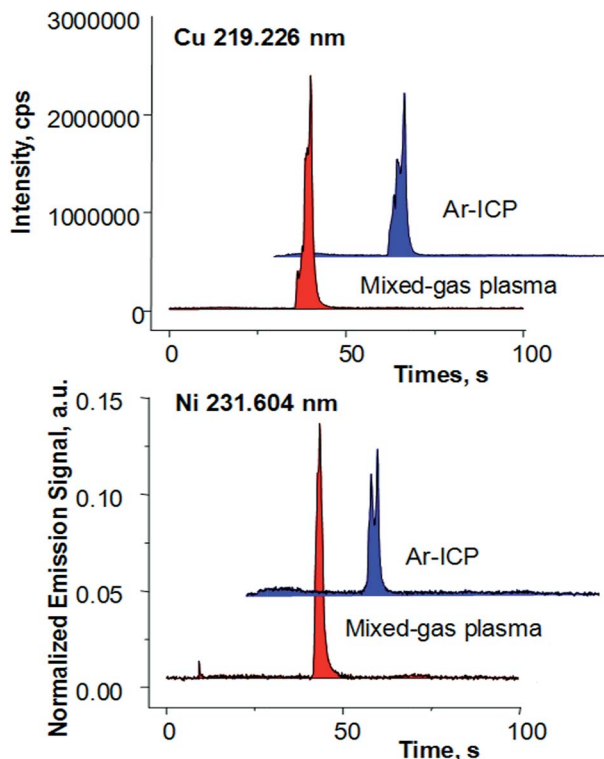 Cu 219.226 nm
Intensity, cps
3000000
2000000
1000000
0
Ar-ICP
Mixed-gas plasma
0 50 100
Times, s
Ni 231.604 nm
Normalized Emission Signal, a.u.
0.15
0.10
0.05
0.00
Ar-ICP
Mixed-gas plasma
0 50 100
Time, s